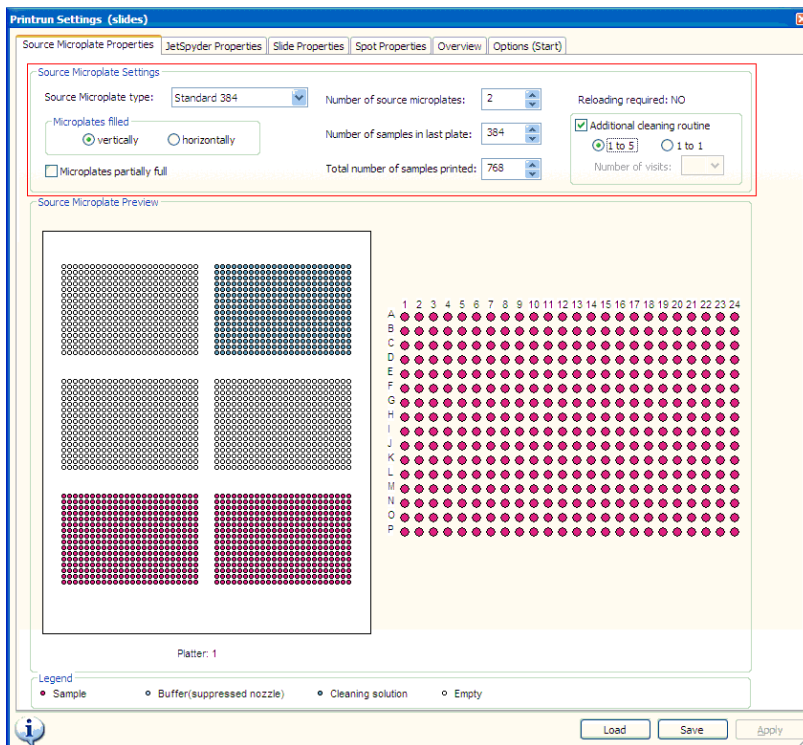 Printrun Settings (slides)
Source Microplate Properties JetSpyder Properties Slide Properties Spot Properties Overview Options (Start)
Source Microplate Settings
Source Microplate type: Standard 384 Number of source microplates: 2 Reloading required: NO
Microplates filled
vertically horizontally
Number of samples in last plate: 384
Additional cleaning routine
1 to 5 1 to 1
Microplates partially full
Total number of samples printed: 768
Number of visits:
Source Microplate Preview
1 2 3 4 5 6 7 8 9 10 11 12 13 14 15 16 17 18 19 20 21 22 23 24
A
B
C
D
E
F
G
H
I
J
K
L
M
N
O
P
Platter: 1
Legend
Sample Buffer(suppressed nozzle) Cleaning solution Empty
i
Load Save Apply